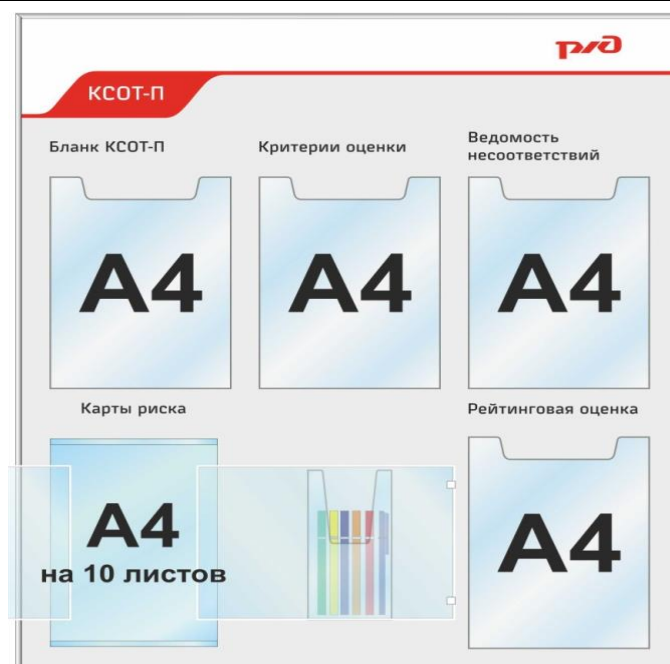 ржд
КСОТ-П
Бланк КСОТ-П
Критерии оценки
Ведомость
несоответствий
А4
А4
А4
Карты риска
Рейтинговая оценка
А4
на 10 листов
А4